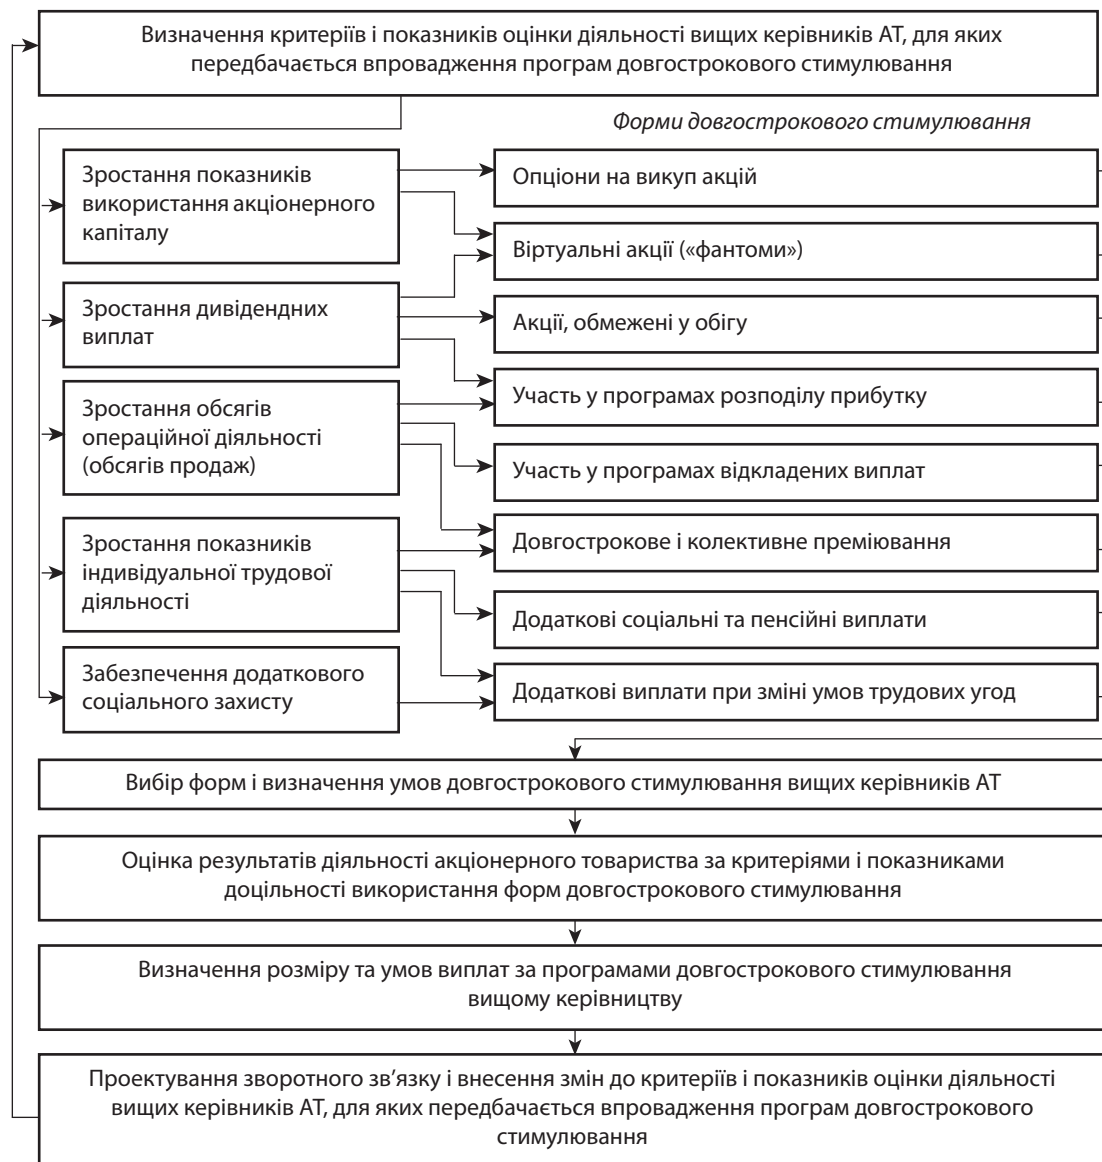 Визначення критеріїв і показників оцінки діяльності вищих керівників АТ, для яких
передбачається впровадження програм довгострокового стимулювання
Форми довгострокового стимулювання
Зростання показників
використання акціонерного
капіталу
Зростання дивідендних
виплат
Зростання обсягів
операційної діяльності
(обсягів продаж)
Зростання показників
індивідуальної трудової
діяльності
Забезпечення додаткового
соціального захисту
Опціони на викуп акцій
Віртуальні акції («фантоми»)
Акції, обмежені у обігу
Участь у програмах розподілу прибутку
Участь у програмах відкладених виплат
Довгострокове і колективне преміювання
Додаткові соціальні та пенсійні виплати
Додаткові виплати при зміні умов трудових угод
Вибір форм і визначення умов довгострокового стимулювання вищих керівників АТ
Оцінка результатів діяльності акціонерного товариства за критеріями і показниками
доцільності використання форм довгострокового стимулювання
Визначення розміру та умов виплат за програмами довгострокового стимулювання
вищому керівництву
Проектування зворотного зв’язку і внесення змін до критеріїв і показників оцінки діяльності
вищих керівників АТ, для яких передбачається впровадження програм довгострокового
стимулювання